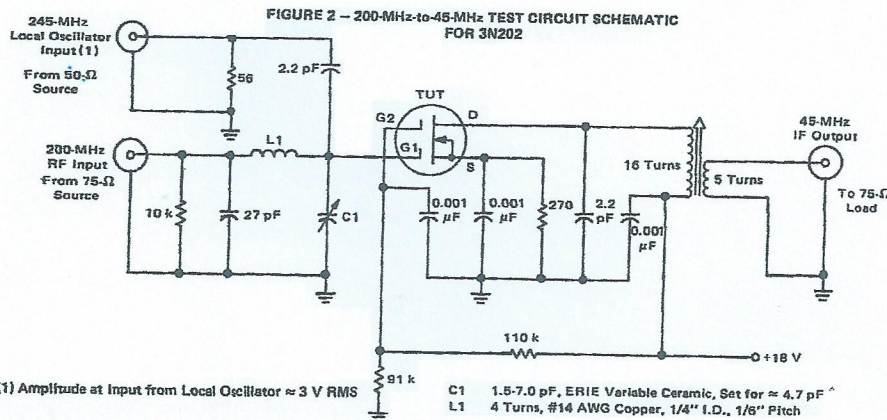 FIGURE 2 – 200-MHz-to-45-MHz TEST CIRCUIT SCHEMATIC
FOR 3N202
245-MHz
Local Oscillator
Input (1)
From 50-Ω
Source
56
2.2 pF
TUT
G2
D
G1
S
200-MHz
RF Input
From 75-Ω
Source
L1
10 k
27 pF
C1
0.001
μF
0.001
μF
270
2.2
pF
0.001
μF
16 Turns
5 Turns
45-MHz
IF Output
To 75-Ω
Load
110 k
+18 V
91 k
(1) Amplitude at Input from Local Oscillator ≈ 3 V RMS
C1 1.5-7.0 pF, ERIE Variable Ceramic, Set for ≈ 4.7 pF
L1 4 Turns, #14 AWG Copper, 1/4" I.D., 1/6" Pitch